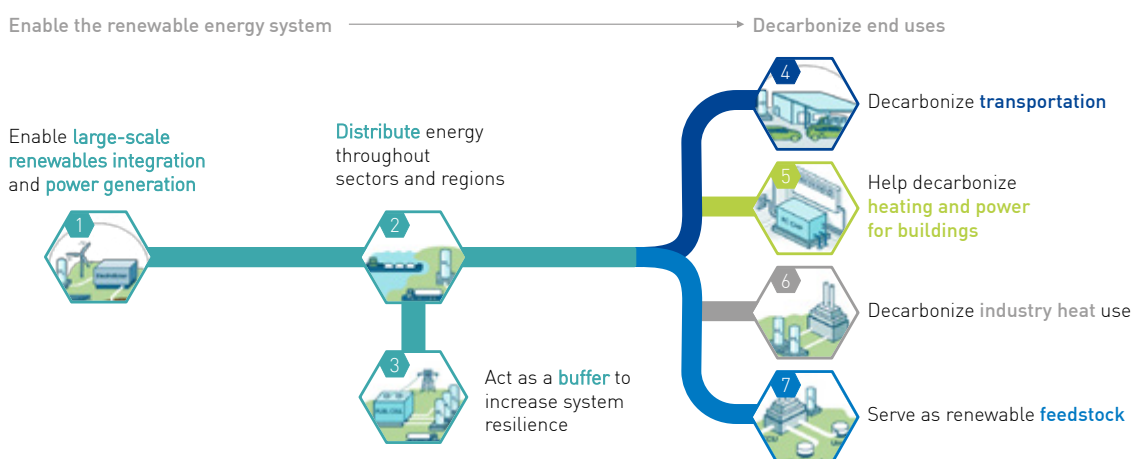 Enable the renewable energy system
Decarbonize end uses
Enable large-scale
renewables integration
and power generation
1
Distribute energy
throughout
sectors and regions
2
3
Act as a buffer to
increase system
resilience
4
Decarbonize transportation
5
Help decarbonize
heating and power
for buildings
6
Decarbonize industry heat use
7
Serve as renewable feedstock